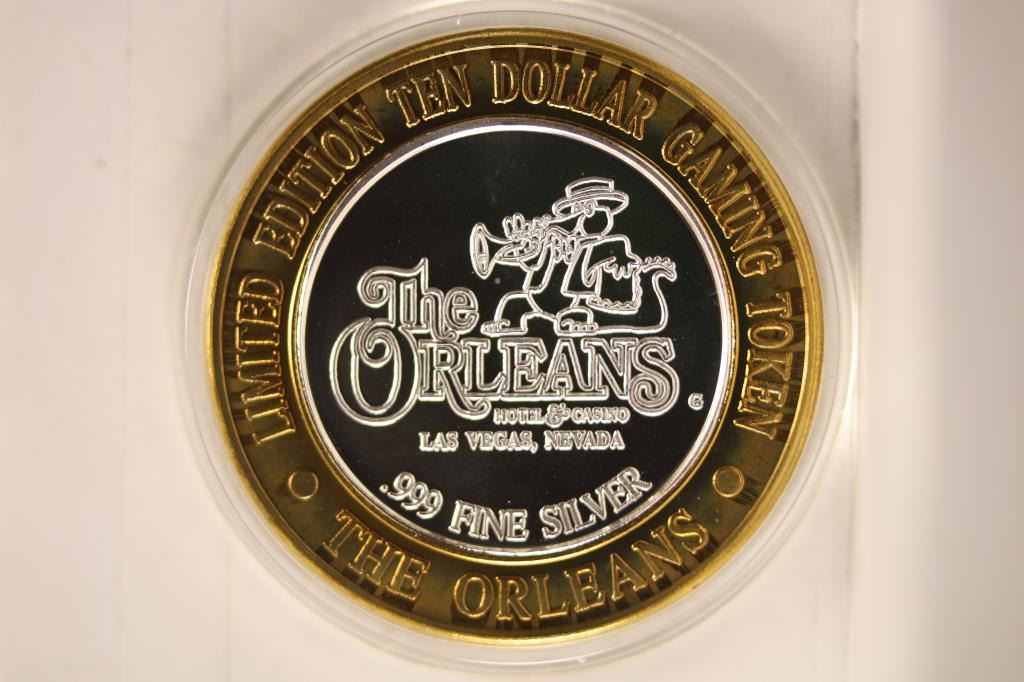 LIMITED EDITION TEN DOLLAR GAMING TOKEN
The
ORLEANS
HOTEL & CASINO
G
LAS VEGAS, NEVADA
.999 FINE SILVER
• THE ORLEANS •